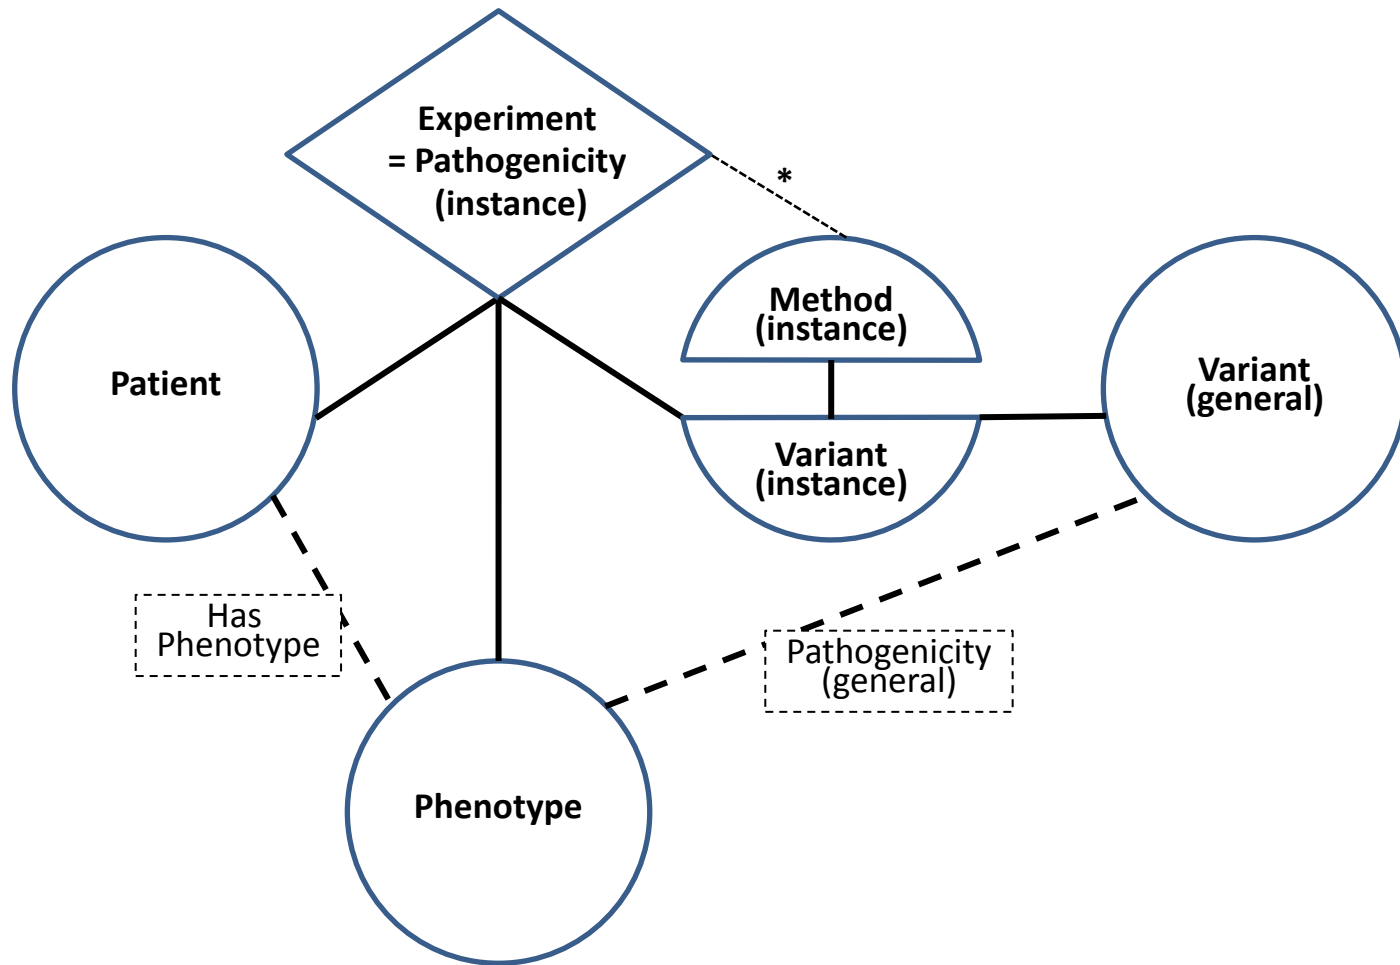 Experiment
= Pathogenicity
(instance)
*
Method
(instance)
Patient
Variant
(general)
Variant
(instance)
Has
Phenotype
Pathogenicity
(general)
Phenotype